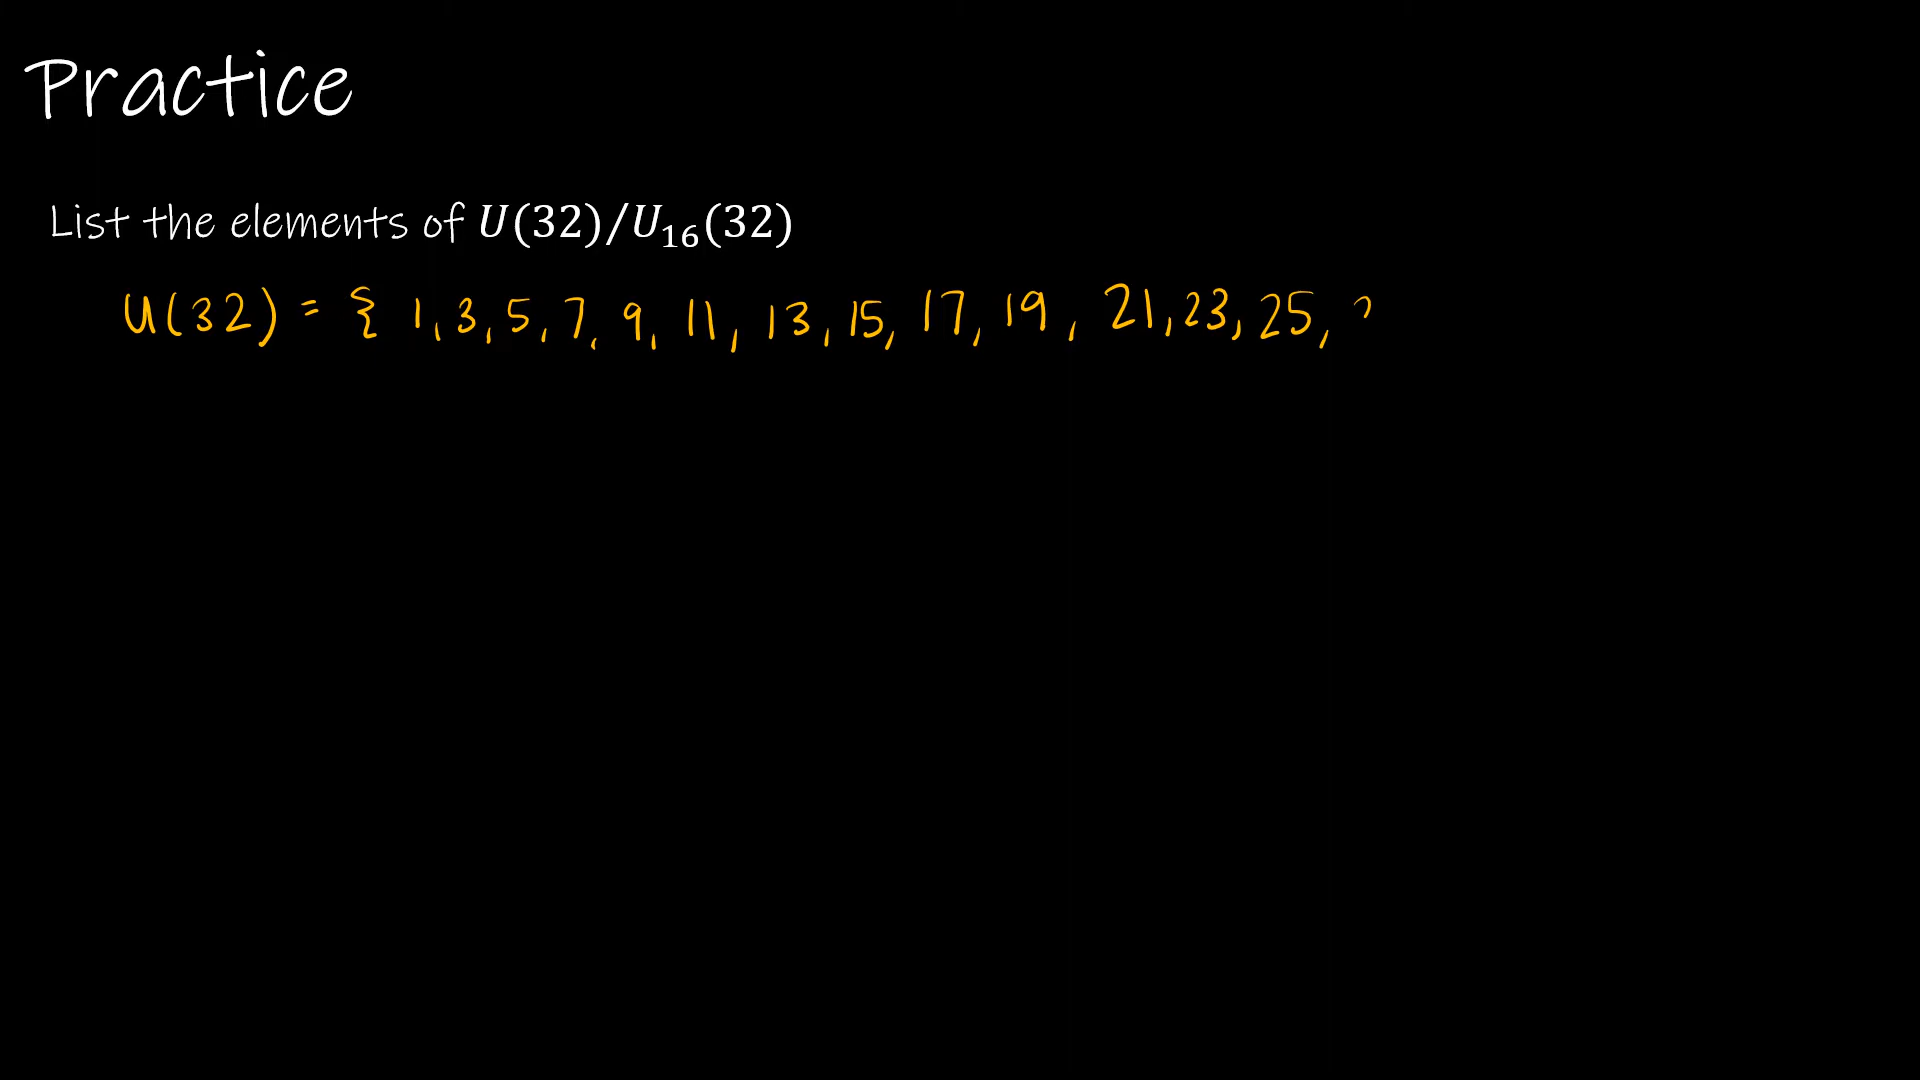 Practice
List the elements of U(32)/U₁₆(32)
U(32) = { 1, 3, 5, 7, 9, 11, 13, 15, 17, 19, 21, 23, 25,